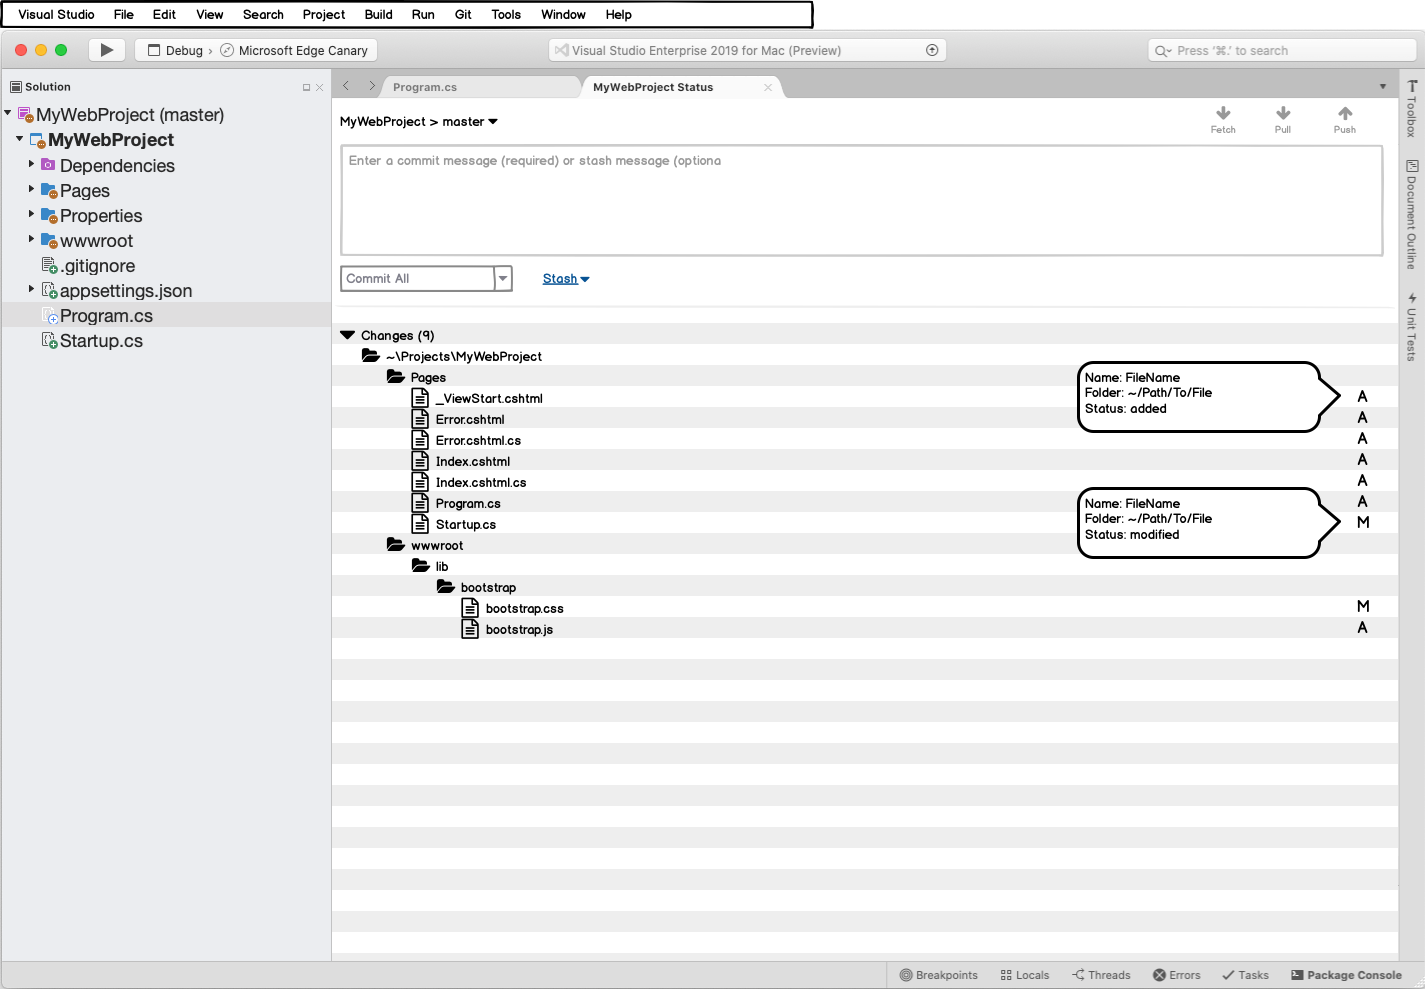 Visual Studio File Edit View Search Project Build Run Git Tools Window Help
Debug › Microsoft Edge Canary
Visual Studio Enterprise 2019 for Mac (Preview)
Press '⌘.' to search
Solution
MyWebProject (master)
MyWebProject
Dependencies
Pages
Properties
wwwroot
.gitignore
appsettings.json
Program.cs
Startup.cs
Program.cs
MyWebProject Status
MyWebProject > master
Fetch
Pull
Push
Enter a commit message (required) or stash message (optiona
Commit All
Stash
Changes (9)
~\Projects\MyWebProject
Pages
_ViewStart.cshtml A
Error.cshtml A
Error.cshtml.cs A
Index.cshtml A
Index.cshtml.cs A
Program.cs A
Startup.cs M
wwwroot
lib
bootstrap
bootstrap.css M
bootstrap.js A
Name: FileName
Folder: ~/Path/To/File
Status: added
Name: FileName
Folder: ~/Path/To/File
Status: modified
Toolbox
Document Outline
Unit Tests
Breakpoints Locals Threads Errors Tasks Package Console